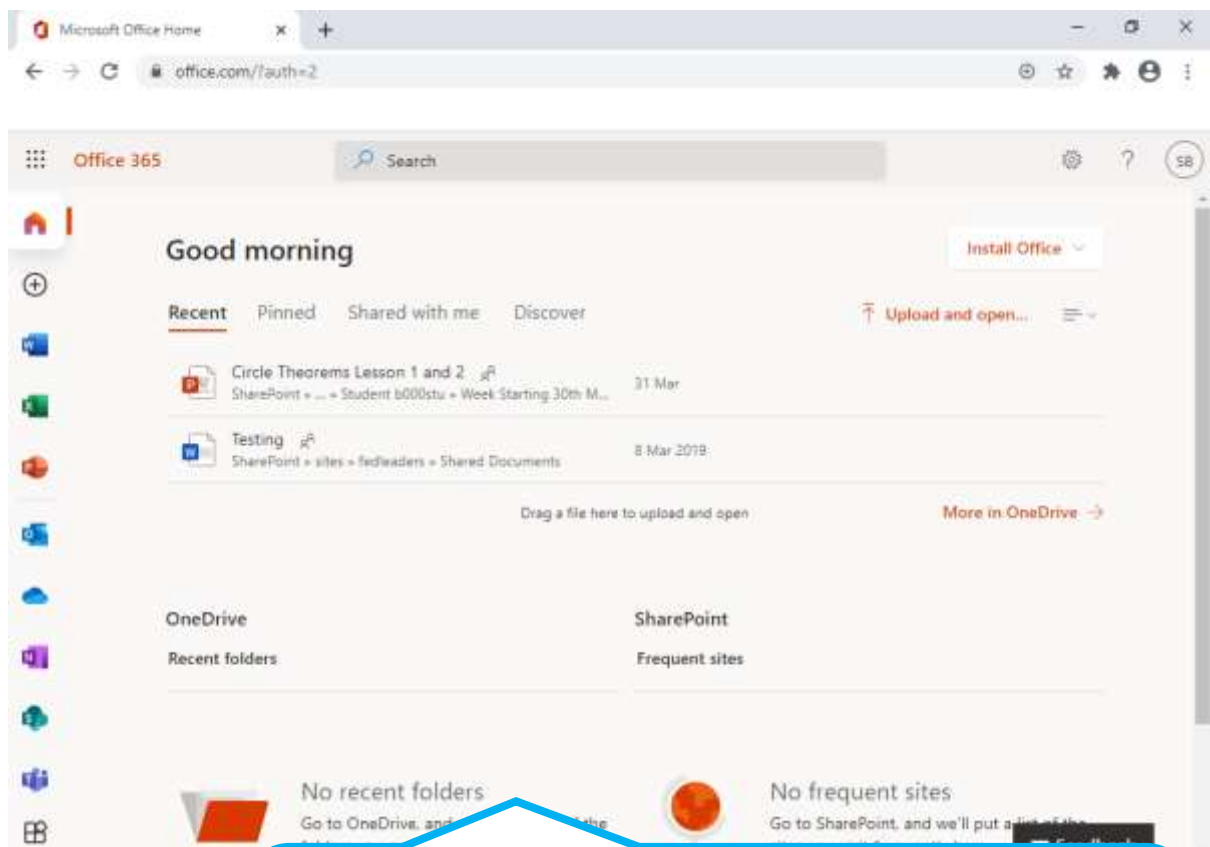 Microsoft Office Home
office.com/?auth=2
Office 365
Search
?
SB
Good morning
Install Office
Recent Pinned Shared with me Discover
Upload and open...
Circle Theorems Lesson 1 and 2
31 Mar
SharePoint » ... » Student b000stu » Week Starting 30th M...
Testing
8 Mar 2019
SharePoint » sites » fedleaders » Shared Documents
Drag a file here to upload and open
More in OneDrive →
OneDrive
SharePoint
Recent folders
Frequent sites
No recent folders
No frequent sites
Go to OneDrive, and the
Go to SharePoint, and we'll put a list of the